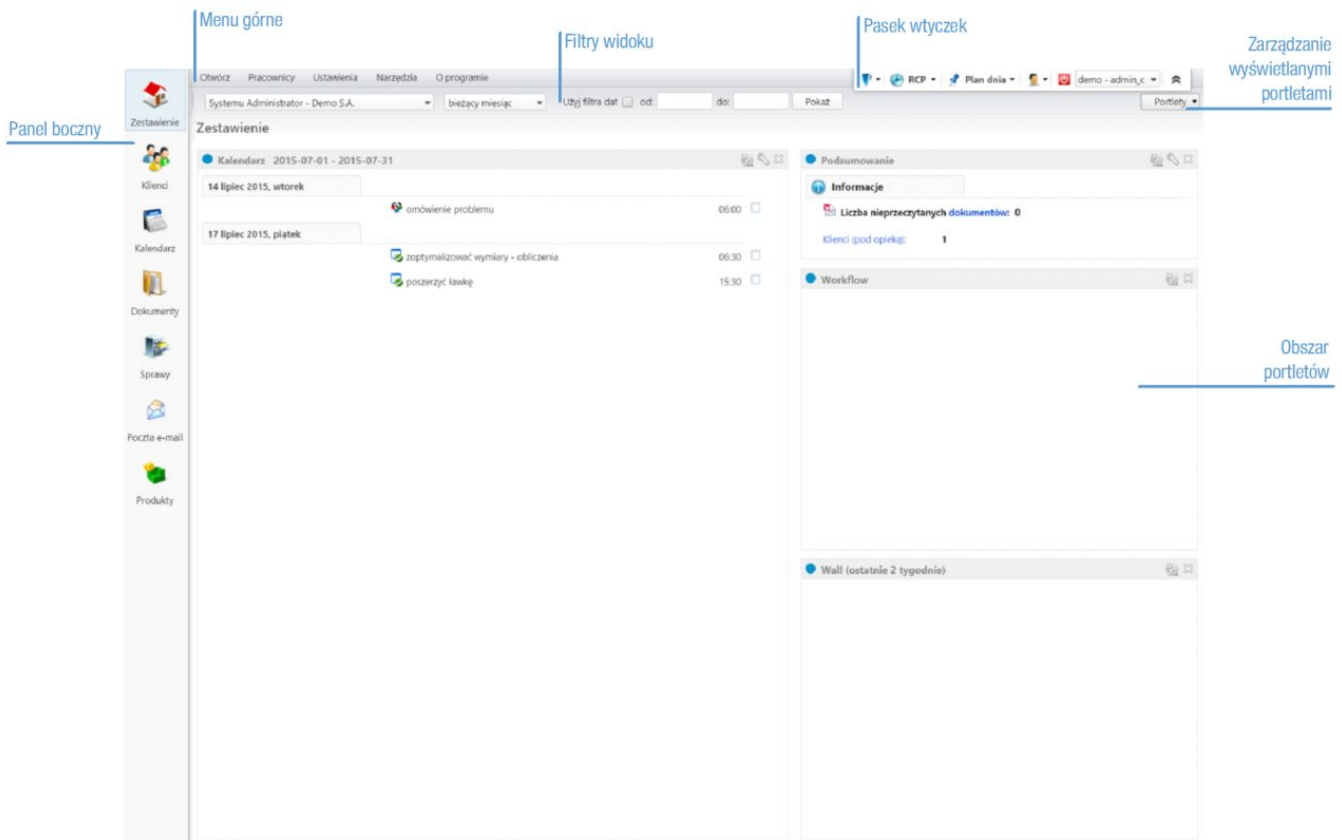 Menu górne
Filtry widoku
Pasek wtyczek
Zarządzanie
wyświetlanymi
portletami
Panel boczny
Obszar
portletów
Otwórz Pracownicy Ustawienia Narzędzia O programie
RCP Plan dnia demo - admin_c
Systemu Administrator - Demo S.A. bieżący miesiąc Użyj filtra dat od: do: Pokaż Portlety
Zestawienie
Klienci
Kalendarz
Dokumenty
Sprawy
Poczta e-mail
Produkty
Zestawienie
Kalendarz 2015-07-01 - 2015-07-31
14 lipiec 2015, wtorek
omówienie problemu 06:00
17 lipiec 2015, piątek
zoptymalizować wymiary - obliczenia 06:30
poszerzyć ławkę 15:30
Podsumowanie
Informacje
Liczba nieprzeczytanych dokumentów: 0
Klienci (pod opieką): 1
Workflow
Wall (ostatnie 2 tygodnie)